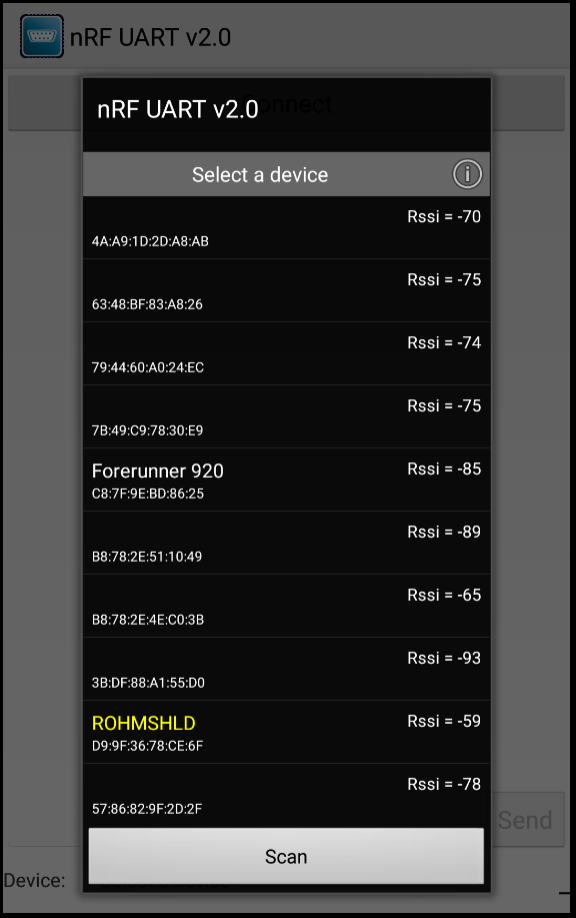 nRF UART v2.0
Connect
nRF UART v2.0
Select a device
Rssi = -70
4A:A9:1D:2D:A8:AB
Rssi = -75
63:48:BF:83:A8:26
Rssi = -74
79:44:60:A0:24:EC
Rssi = -75
7B:49:C9:78:30:E9
Forerunner 920
Rssi = -85
C8:7F:9E:BD:86:25
Rssi = -89
B8:78:2E:51:10:49
Rssi = -65
B8:78:2E:4E:C0:3B
Rssi = -93
3B:DF:88:A1:55:D0
ROHMSHLD
Rssi = -59
D9:9F:36:78:CE:6F
Rssi = -78
57:86:82:9F:2D:2F
Send
Scan
Device: